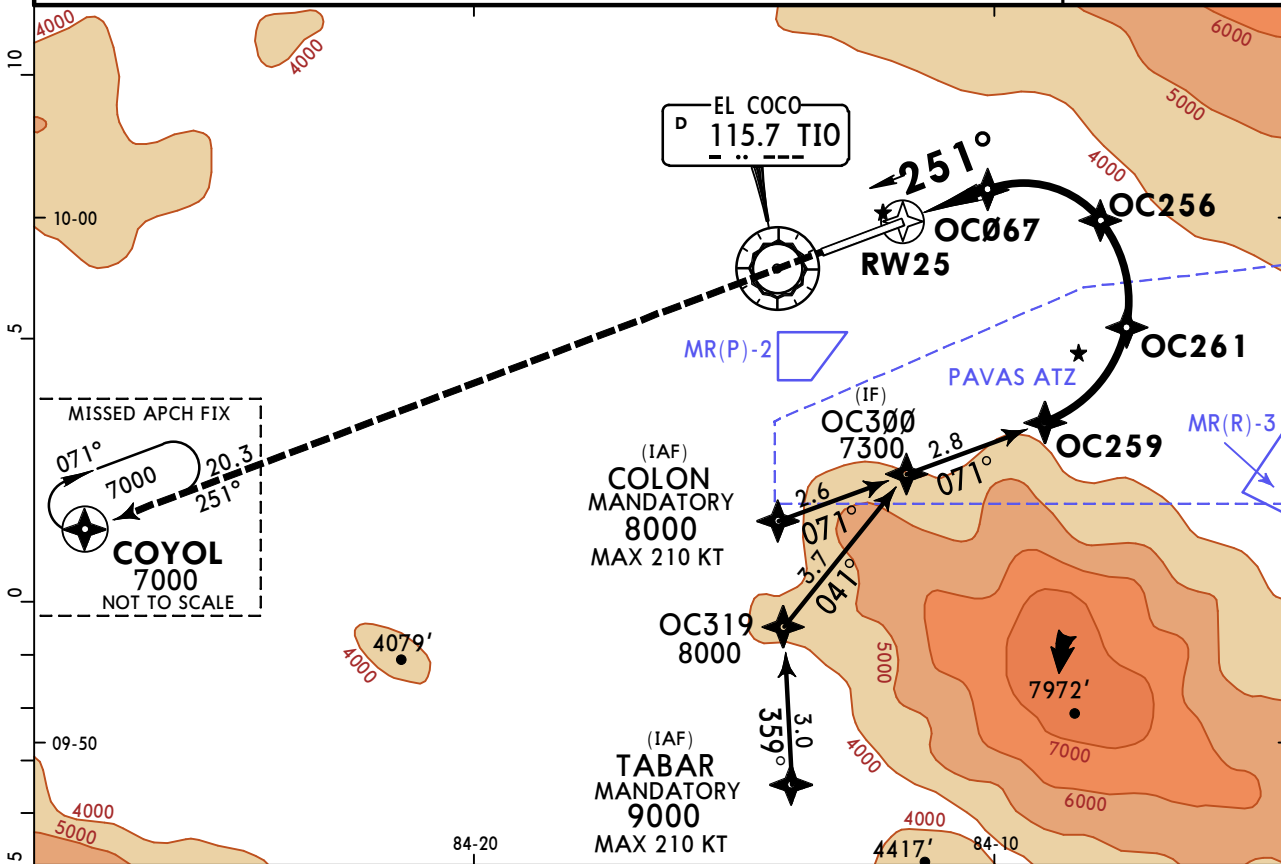 4000
4000
6000
5000
4000
10
EL COCO
D 115.7 TIO
251°
OC256
10-00
OCØ67
RW25
5
MR(P)-2
OC261
PAVAS ATZ
MISSED APCH FIX
071°
7000
20.3
251°
COYOL
7000
NOT TO SCALE
(IF)
OC3ØØ
7300
2.8
071°
OC259
MR(R)-3
(IAF)
COLON
MANDATORY
8000
MAX 210 KT
2.6
071°
3.7
041°
0
OC319
8000
4079'
4000
5000
7972'
7000
6000
4000
09-50
359°
3.0
(IAF)
TABAR
MANDATORY
9000
MAX 210 KT
4000
5000
84-20
4000
4417'
84-10
5